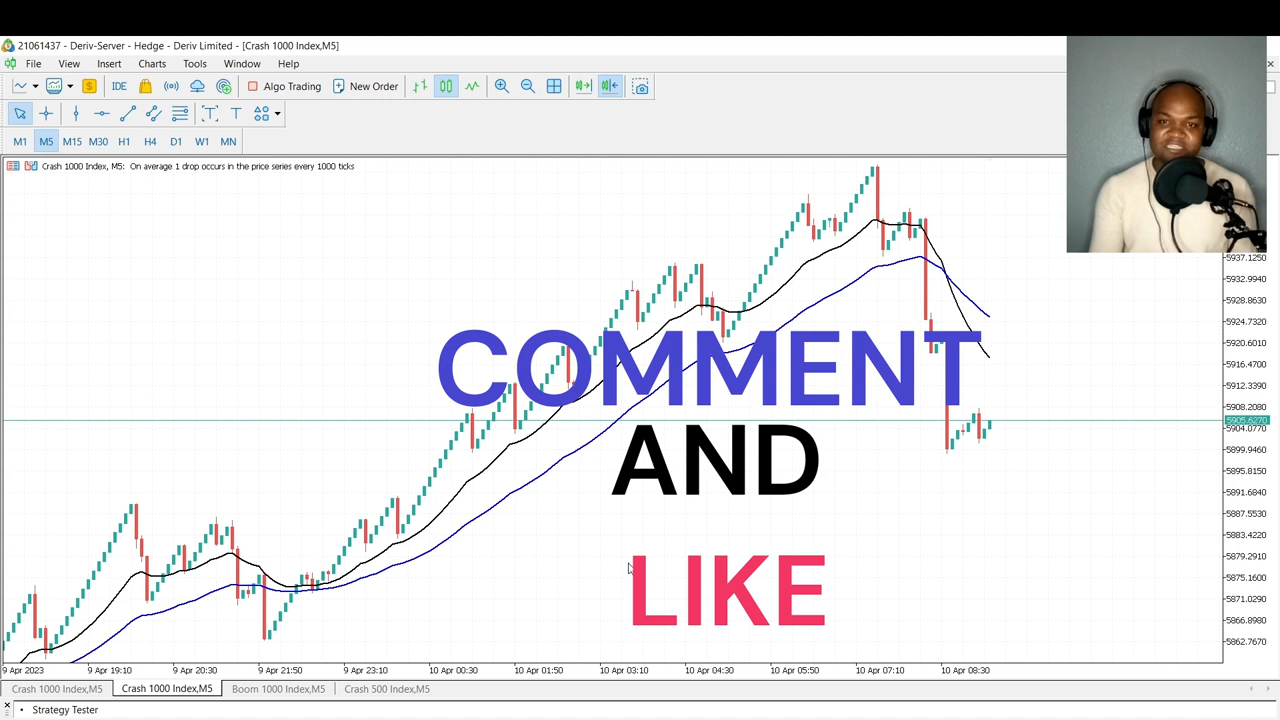 21061437 - Deriv-Server - Hedge - Deriv Limited - [Crash 1000 Index,M5]
File View Insert Charts Tools Window Help
IDE Algo Trading New Order
M1 M5 M15 M30 H1 H4 D1 W1 MN
Crash 1000 Index, M5: On average 1 drop occurs in the price series every 1000 ticks
5937.1250
5932.9940
5928.8630
5924.7320
5920.6010
5916.4700
5912.3390
5908.2080
5904.0770
5899.9460
5895.8150
5891.6840
5887.5530
5883.4220
5879.2910
5875.1600
5871.0290
5866.8980
5862.7670
COMMENT
AND
LIKE
9 Apr 2023 9 Apr 19:10 9 Apr 20:30 9 Apr 21:50 9 Apr 23:10 10 Apr 00:30 10 Apr 01:50 10 Apr 03:10 10 Apr 04:30 10 Apr 05:50 10 Apr 07:10 10 Apr 08:30
Crash 1000 Index,M5 Crash 1000 Index,M5 Boom 1000 Index,M5 Crash 500 Index,M5
Strategy Tester